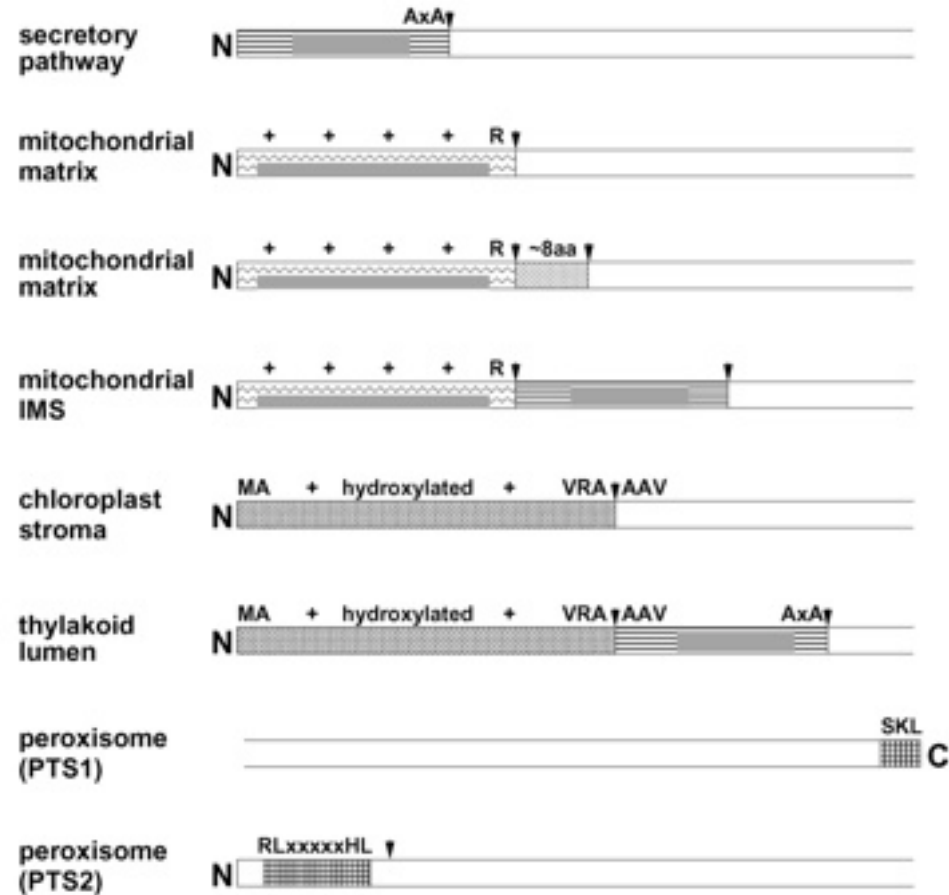 AxA
secretory
pathway
N
+ + + + R
mitochondrial
matrix
N
+ + + + R ~8aa
mitochondrial
matrix
N
+ + + + R
mitochondrial
IMS
N
MA + hydroxylated + VRA AAV
chloroplast
stroma
N
MA + hydroxylated + VRA AAV AxA
thylakoid
lumen
N
SKL
peroxisome
(PTS1)
C
RLxxxxxHL
peroxisome
(PTS2)
N